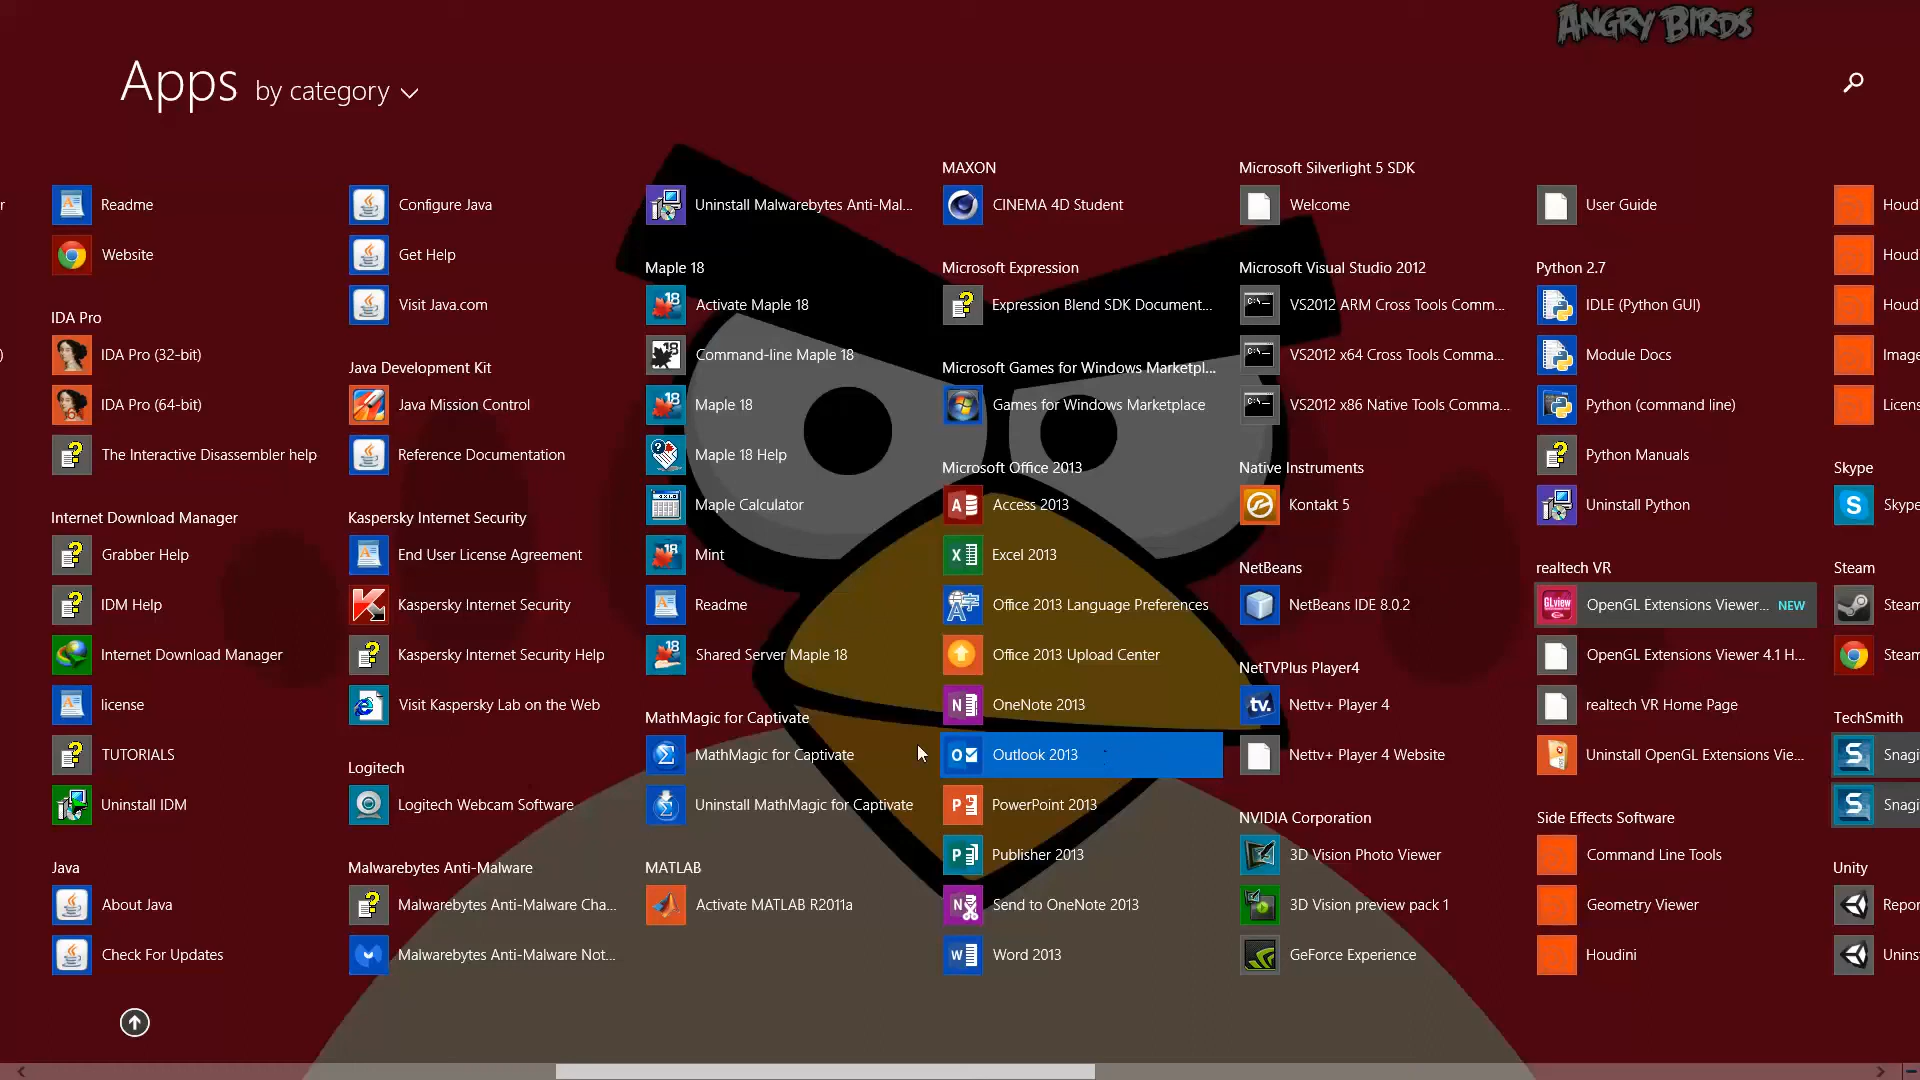 ANGRY BIRDS
Apps by category
r
Readme
Website
IDA Pro
)
IDA Pro (32-bit)
IDA Pro (64-bit)
The Interactive Disassembler help
Internet Download Manager
Grabber Help
IDM Help
Internet Download Manager
license
TUTORIALS
Uninstall IDM
Java
About Java
Check For Updates
Configure Java
Get Help
Visit Java.com
Java Development Kit
Java Mission Control
Reference Documentation
Kaspersky Internet Security
End User License Agreement
Kaspersky Internet Security
Kaspersky Internet Security Help
Visit Kaspersky Lab on the Web
Logitech
Logitech Webcam Software
Malwarebytes Anti-Malware
Malwarebytes Anti-Malware Cha...
Malwarebytes Anti-Malware Not...
Uninstall Malwarebytes Anti-Mal...
Maple 18
Activate Maple 18
Command-line Maple 18
Maple 18
Maple 18 Help
Maple Calculator
Mint
Readme
Shared Server Maple 18
MathMagic for Captivate
MathMagic for Captivate
Uninstall MathMagic for Captivate
MATLAB
Activate MATLAB R2011a
MAXON
CINEMA 4D Student
Microsoft Expression
Expression Blend SDK Document...
Microsoft Games for Windows Marketpl...
Games for Windows Marketplace
Microsoft Office 2013
Access 2013
Excel 2013
Office 2013 Language Preferences
Office 2013 Upload Center
OneNote 2013
Outlook 2013
PowerPoint 2013
Publisher 2013
Send to OneNote 2013
Word 2013
Microsoft Silverlight 5 SDK
Welcome
Microsoft Visual Studio 2012
VS2012 ARM Cross Tools Comm...
VS2012 x64 Cross Tools Comma...
VS2012 x86 Native Tools Comma...
Native Instruments
Kontakt 5
NetBeans
NetBeans IDE 8.0.2
NetTVPlus Player4
Nettv+ Player 4
Nettv+ Player 4 Website
NVIDIA Corporation
3D Vision Photo Viewer
3D Vision preview pack 1
GeForce Experience
User Guide
Python 2.7
IDLE (Python GUI)
Module Docs
Python (command line)
Python Manuals
Uninstall Python
realtech VR
OpenGL Extensions Viewer... NEW
OpenGL Extensions Viewer 4.1 H...
realtech VR Home Page
Uninstall OpenGL Extensions Vie...
Side Effects Software
Command Line Tools
Geometry Viewer
Houdini
Houd
Houd
Houd
Image
Licens
Skype
Skype
Steam
Steam
Steam
TechSmith
Snagi
Snagi
Unity
Repor
Unins